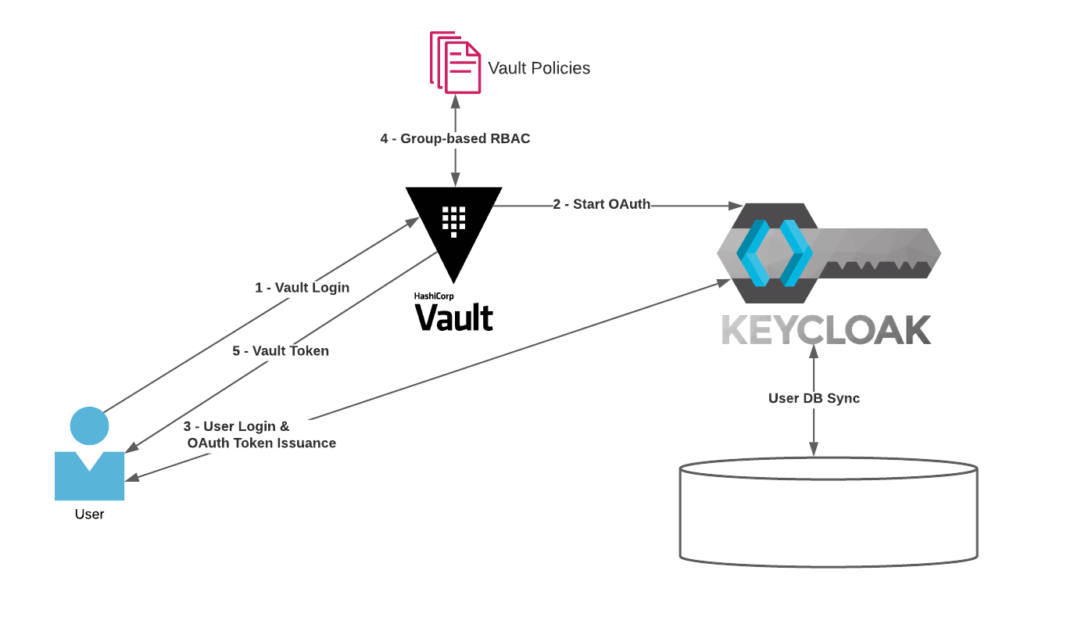 Vault Policies
4 - Group-based RBAC
2 - Start OAuth
HashiCorp
Vault
1 - Vault Login
KEYCLOAK
5 - Vault Token
User DB Sync
3 - User Login &
OAuth Token Issuance
User